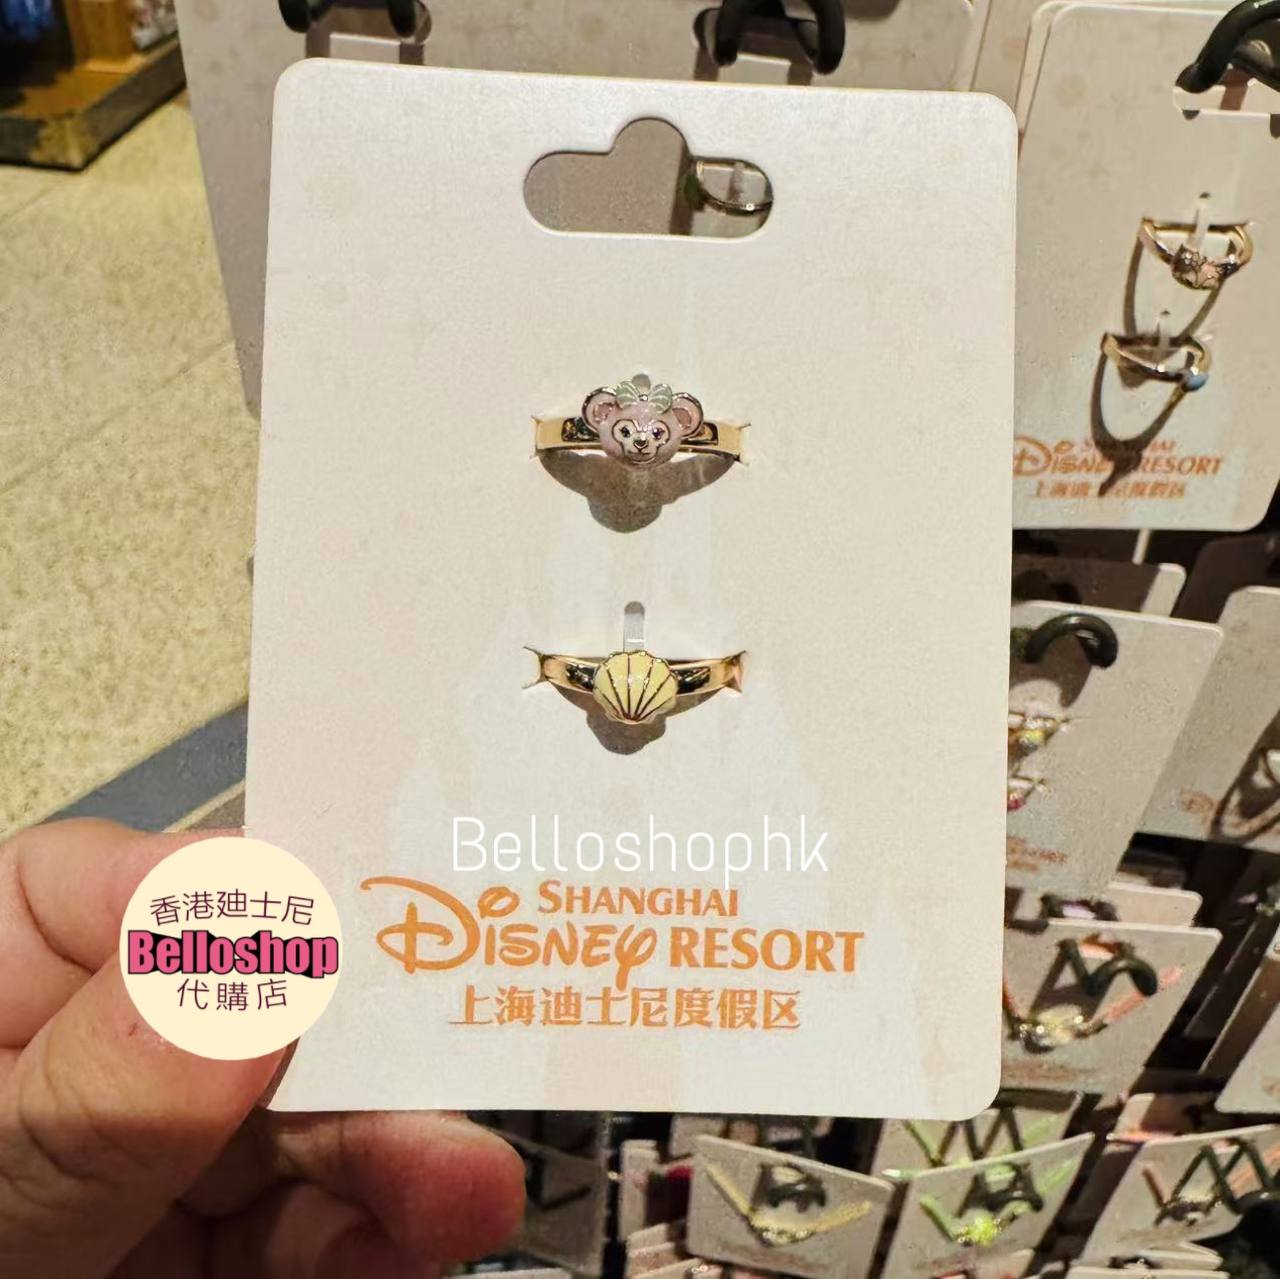 Belloshophk
SHANGHAI
Disney RESORT
上海迪士尼度假区
香港迪士尼
Belloshop
代購店
SHANGHAI
Disney RESORT
上海迪士尼度假区